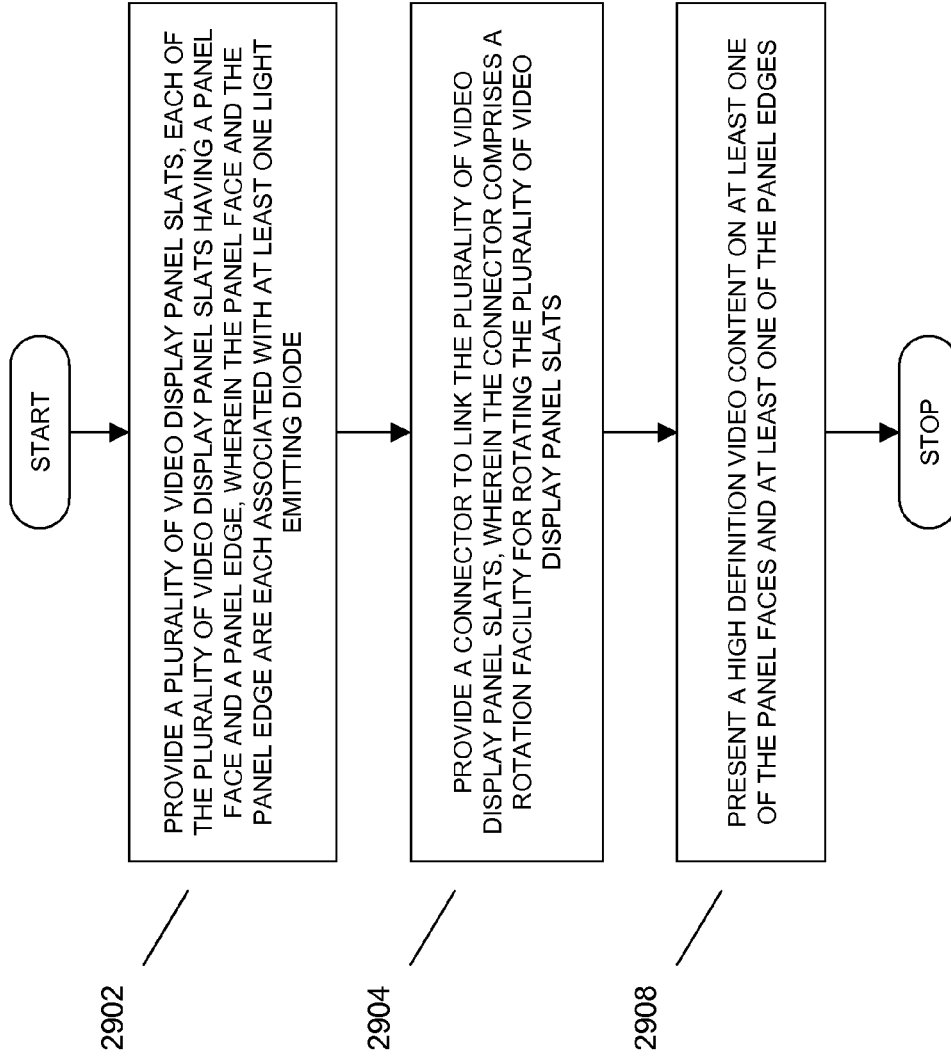 START
2902
PROVIDE A PLURALITY OF VIDEO DISPLAY PANEL SLATS, EACH OF
THE PLURALITY OF VIDEO DISPLAY PANEL SLATS HAVING A PANEL
FACE AND A PANEL EDGE, WHEREIN THE PANEL FACE AND THE
PANEL EDGE ARE EACH ASSOCIATED WITH AT LEAST ONE LIGHT
EMITTING DIODE
2904
PROVIDE A CONNECTOR TO LINK THE PLURALITY OF VIDEO
DISPLAY PANEL SLATS, WHEREIN THE CONNECTOR COMPRISES A
ROTATION FACILITY FOR ROTATING THE PLURALITY OF VIDEO
DISPLAY PANEL SLATS
2908
PRESENT A HIGH DEFINITION VIDEO CONTENT ON AT LEAST ONE
OF THE PANEL FACES AND AT LEAST ONE OF THE PANEL EDGES
STOP